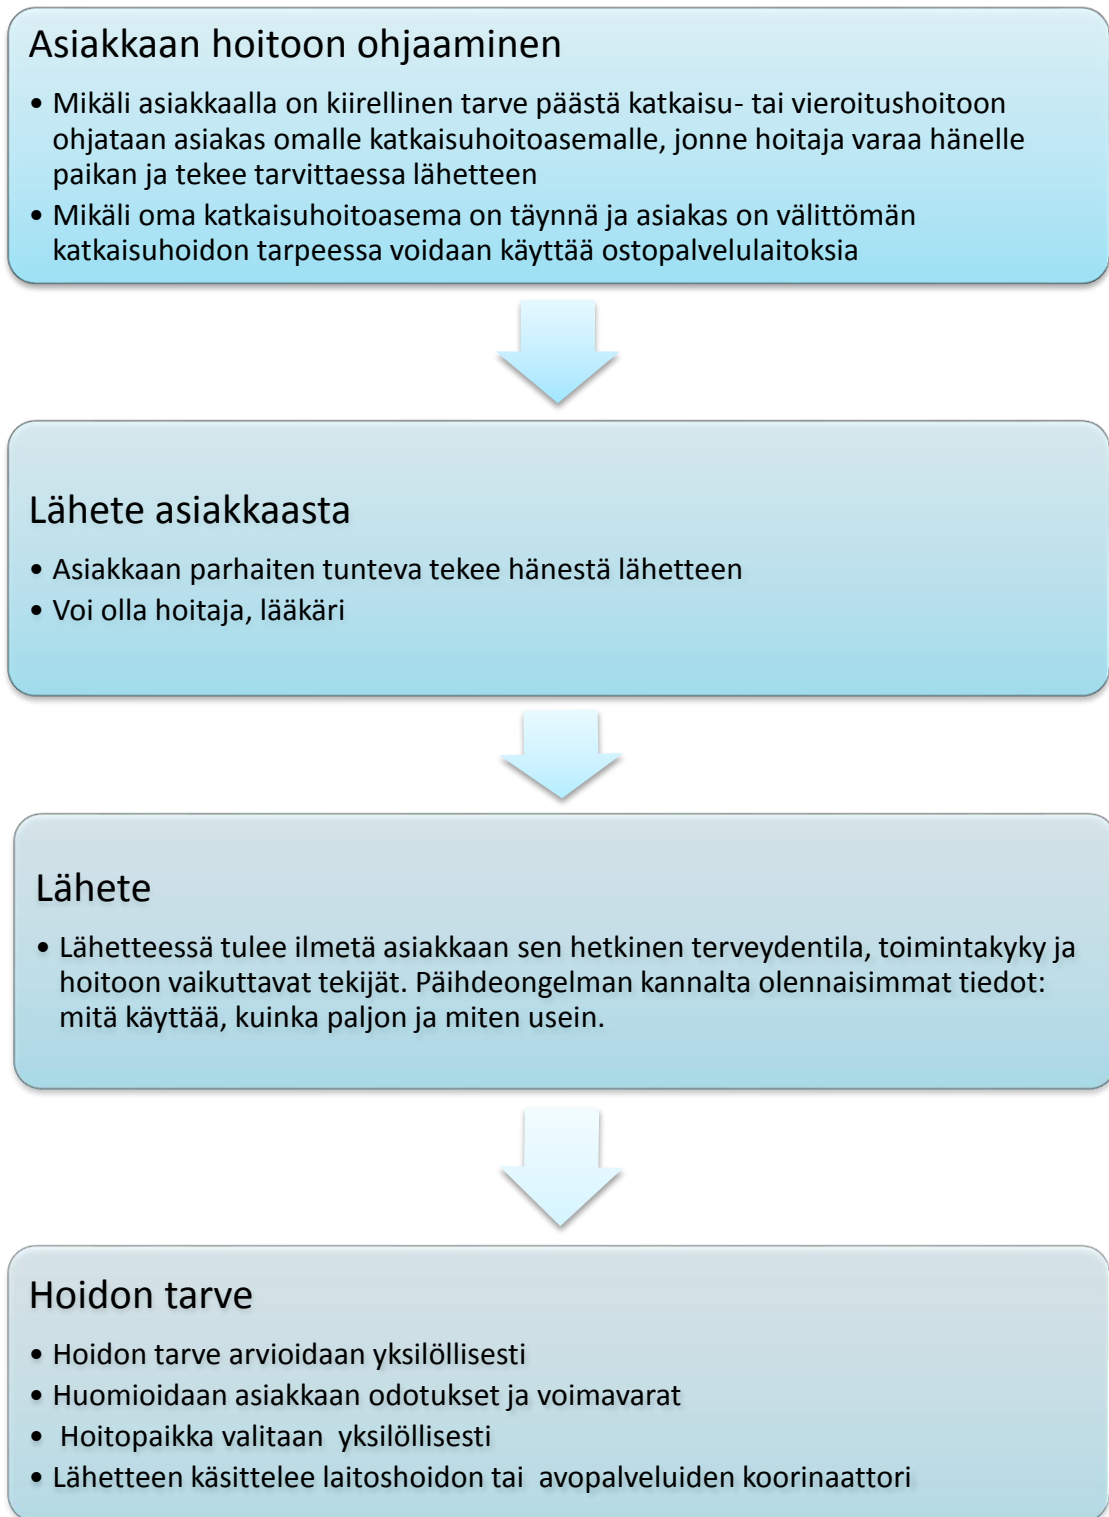 Asiakkaan hoitoon ohjaaminen
• Mikäli asiakkaalla on kiirellinen tarve päästä katkaisu- tai vieroitushoitoon
ohjataan asiakas omalle katkaisuhoitoasemalle, jonne hoitaja varaa hänelle
paikan ja tekee tarvittaessa lähetteen
• Mikäli oma katkaisuhoitoasema on täynnä ja asiakas on välittömän
katkaisuhoidon tarpeessa voidaan käyttää ostopalvelulaitoksia
Lähete asiakkaasta
• Asiakkaan parhaiten tunteva tekee hänestä lähetteen
• Voi olla hoitaja, lääkäri
Lähete
• Lähetteessä tulee ilmetä asiakkaan sen hetkinen terveydentila, toimintakyky ja
hoitoon vaikuttavat tekijät. Päihdeongelman kannalta olennaisimmat tiedot:
mitä käyttää, kuinka paljon ja miten usein.
Hoidon tarve
• Hoidon tarve arvioidaan yksilöllisesti
• Huomioidaan asiakkaan odotukset ja voimavarat
• Hoitopaikka valitaan yksilöllisesti
• Lähetteen käsittelee laitoshoidon tai avopalveluiden koorinaattori